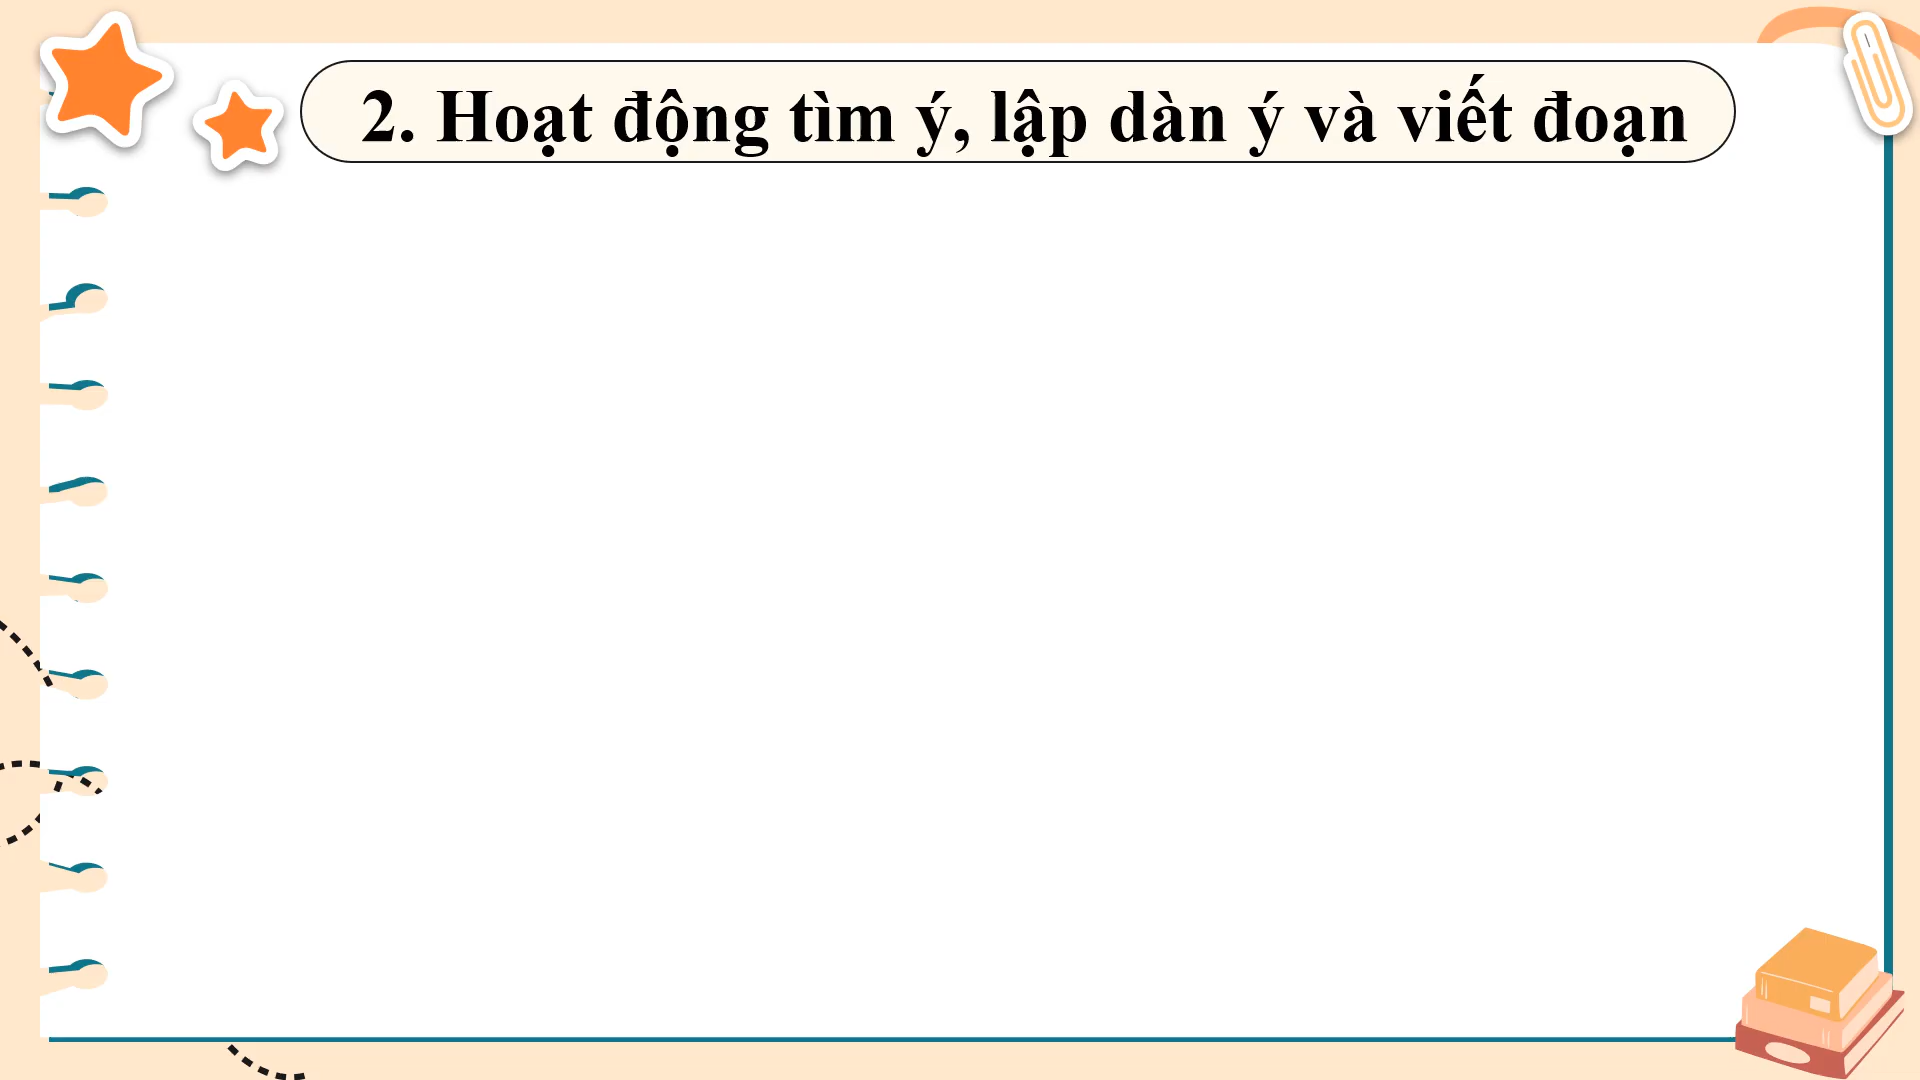 2. Hoạt động tìm ý, lập dàn ý và viết đoạn